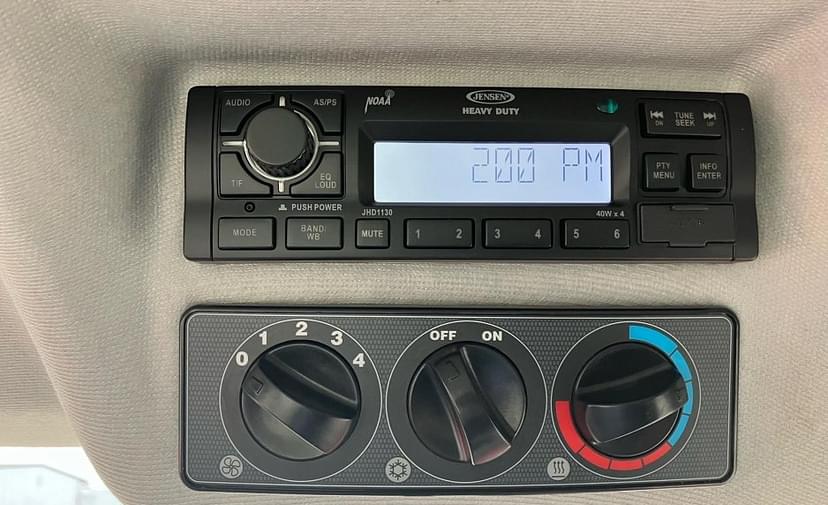 AUDIO
AS/PS
NOAA
JENSEN
HEAVY DUTY
TUNE
SEEK
DN
UP
200 PM
T/F
EQ
LOUD
PTY
MENU
INFO
ENTER
PUSH POWER
JHD1130
40W x 4
MODE
BAND/
WB
MUTE
1 2
3 4
5 6
0 1 2 3 4
OFF ON